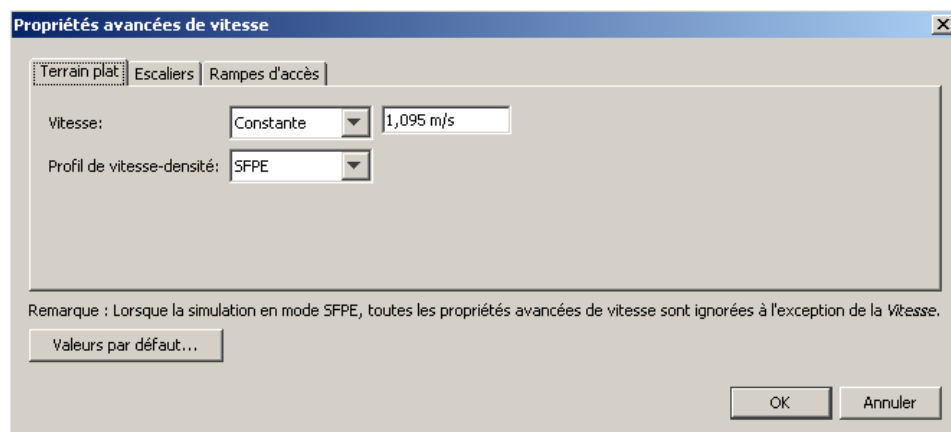 Propriétés avancées de vitesse
Terrain plat Escaliers Rampes d'accès
Vitesse: Constante 1,095 m/s
Profil de vitesse-densité: SFPE
Remarque : Lorsque la simulation en mode SFPE, toutes les propriétés avancées de vitesse sont ignorées à l'exception de la Vitesse.
Valeurs par défaut...
OK Annuler